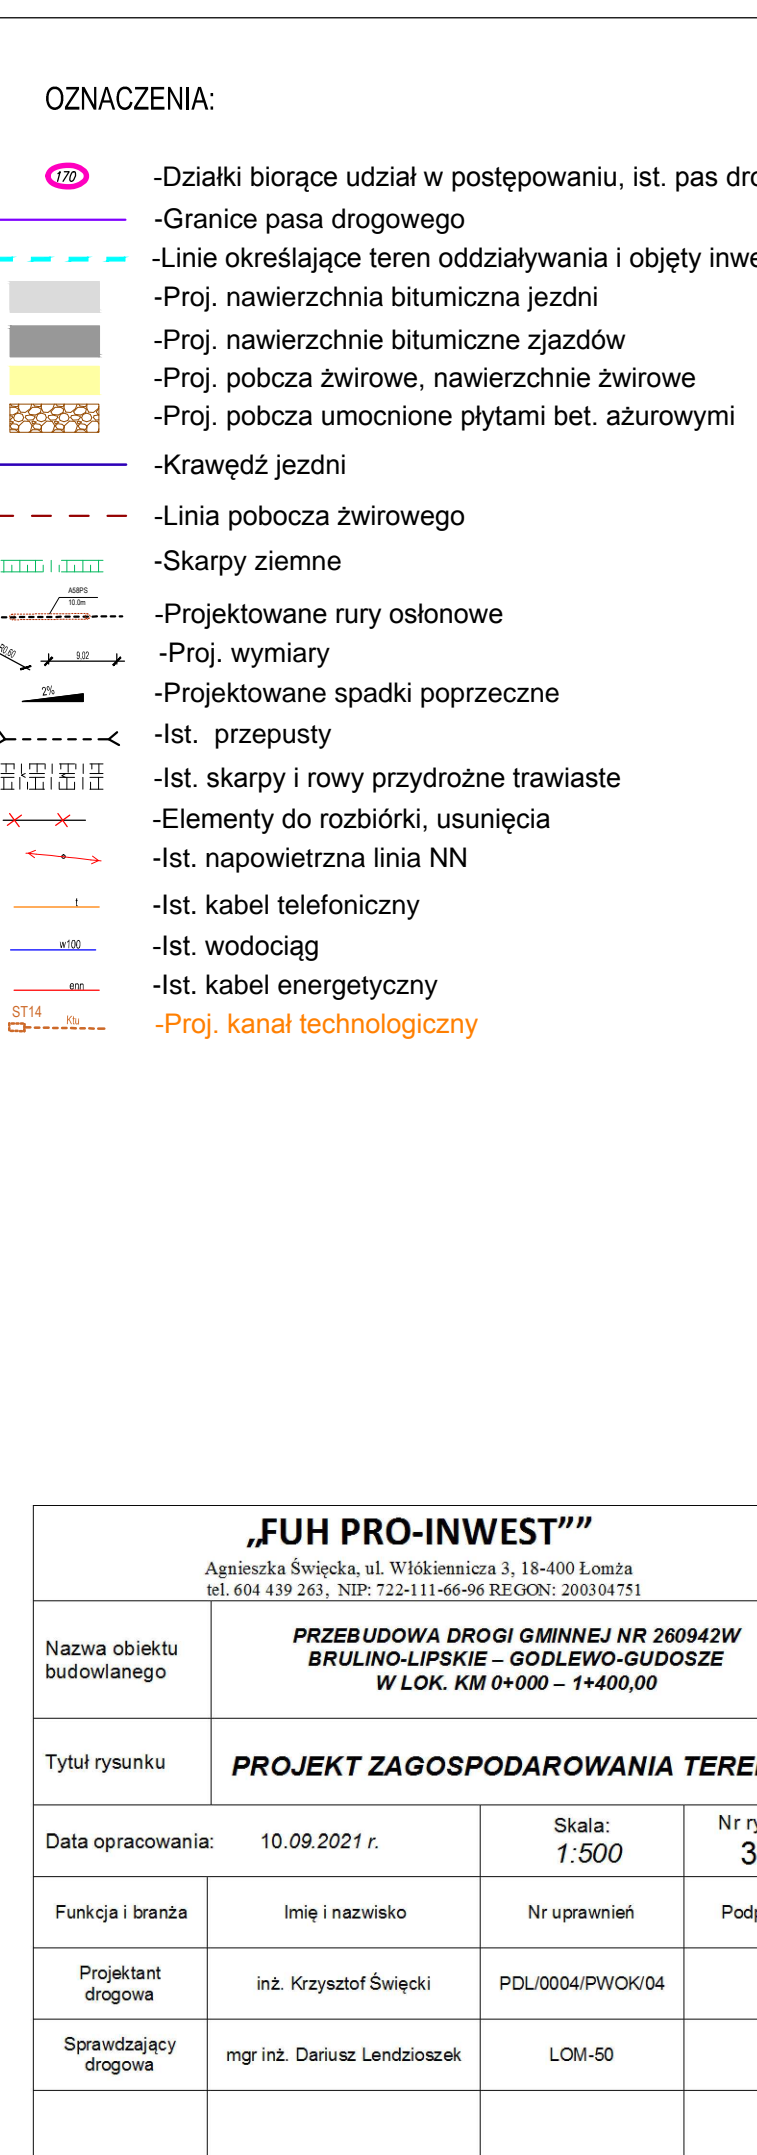 OZNACZENIA:
170 -Działki biorące udział w postępowaniu, ist. pas dro
-Granice pasa drogowego
-Linie określające teren oddziaływania i objęty inwe
-Proj. nawierzchnia bitumiczna jezdni
-Proj. nawierzchnie bitumiczne zjazdów
-Proj. pobcza żwirowe, nawierzchnie żwirowe
-Proj. pobcza umocnione płytami bet. ażurowymi
-Krawędź jezdni
-Linia pobocza żwirowego
-Skarpy ziemne
A58PS
10.0m
-Projektowane rury osłonowe
R0.60 9.02 -Proj. wymiary
2% -Projektowane spadki poprzeczne
-Ist. przepusty
-Ist. skarpy i rowy przydrożne trawiaste
-Elementy do rozbiórki, usunięcia
-Ist. napowietrzna linia NN
t -Ist. kabel telefoniczny
w100 -Ist. wodociąg
enn -Ist. kabel energetyczny
ST14 Ktu -Proj. kanał technologiczny
„FUH PRO-INWEST””
Agnieszka Święcka, ul. Włókiennicza 3, 18-400 Łomża
tel. 604 439 263, NIP: 722-111-66-96 REGON: 200304751
Nazwa obiektu
budowlanego
PRZEBUDOWA DROGI GMINNEJ NR 260942W
BRULINO-LIPSKIE – GODLEWO-GUDOSZE
W LOK. KM 0+000 – 1+400,00
Tytuł rysunku PROJEKT ZAGOSPODAROWANIA TERE
Data opracowania: 10.09.2021 r.
Skala:
1:500
Nr ry
3
Funkcja i branża Imię i nazwisko Nr uprawnień Podp
Projektant
drogowa
inż. Krzysztof Święcki PDL/0004/PWOK/04
Sprawdzający
drogowa
mgr inż. Dariusz Lendzioszek LOM-50